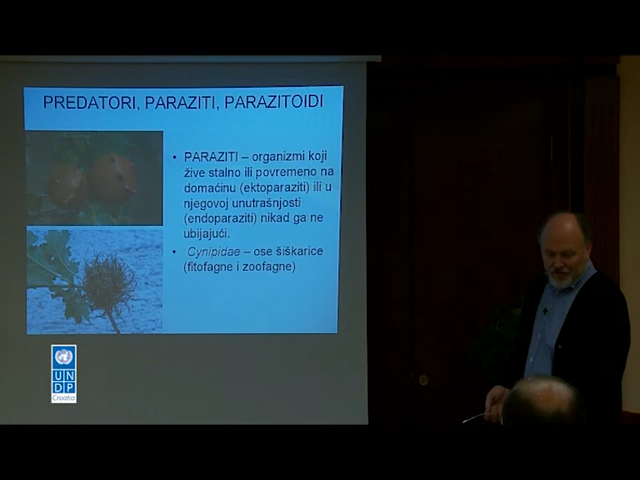 PREDATORI, PARAZITI, PARAZITOIDI
• PARAZITI – organizmi koji
žive stalno ili povremeno na
domaćinu (ektoparaziti) ili u
njegovoj unutrašnjosti
(endoparaziti) nikad ga ne
ubijajući.
• Cynipidae – ose šiškarice
(fitofagne i zoofagne)
U N
D P
Croatia